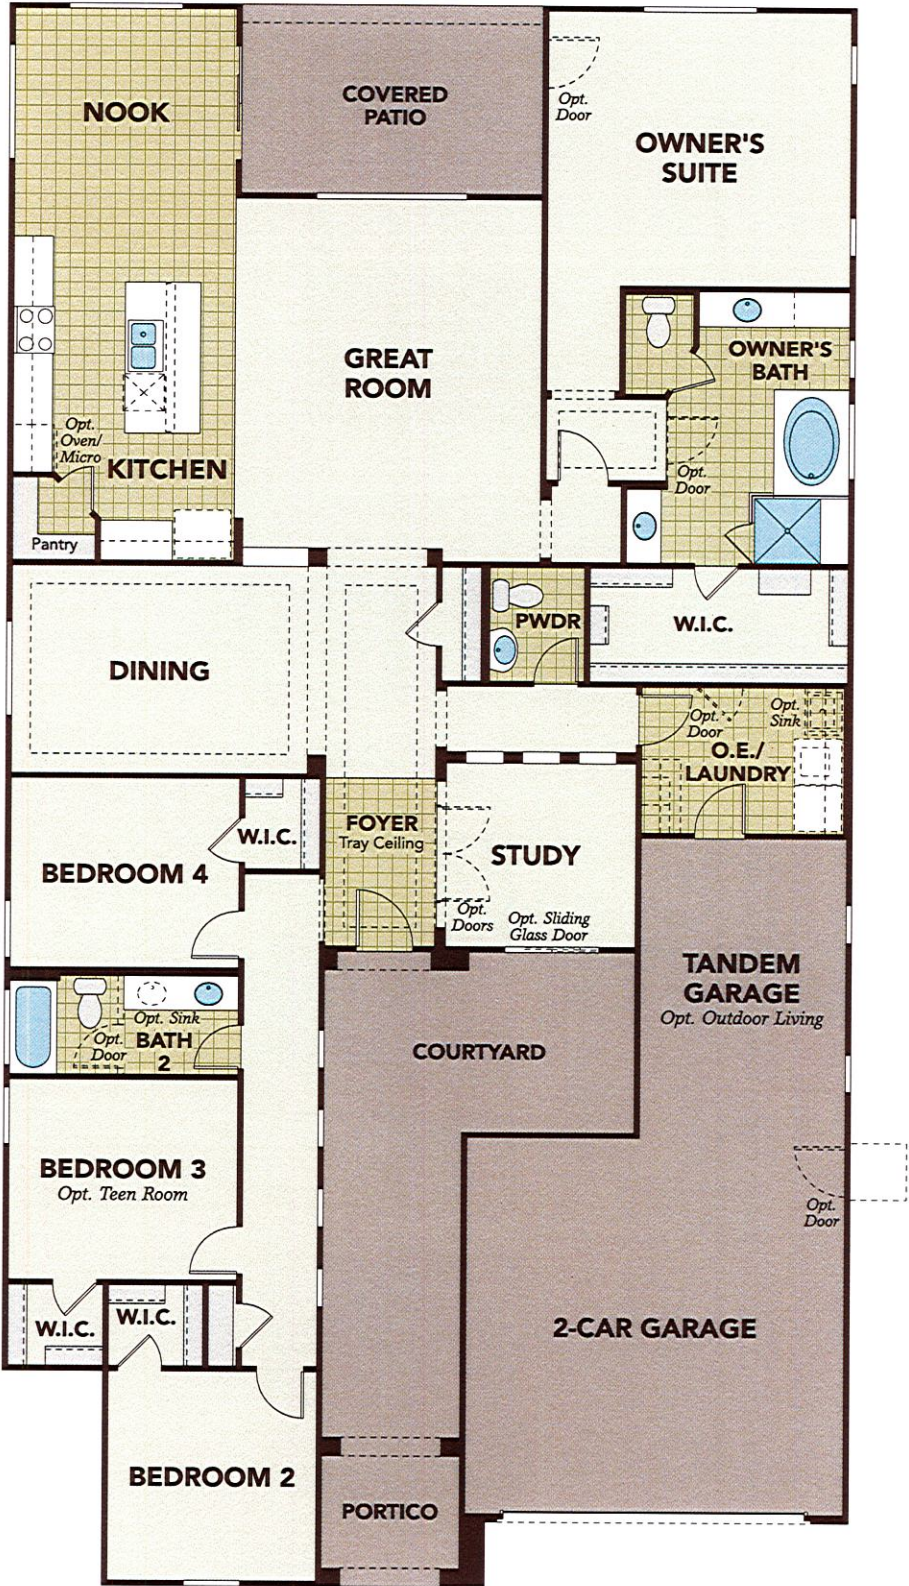 NOOK
COVERED
PATIO
Opt.
Door
OWNER'S
SUITE
GREAT
ROOM
OWNER'S
BATH
Opt.
Oven/
Micro
KITCHEN
Opt.
Door
Pantry
DINING
PWDR
W.I.C.
Opt.
Door
Opt.
Sink
O.E./
LAUNDRY
W.I.C.
FOYER
Tray Ceiling
STUDY
BEDROOM 4
Opt.
Doors
Opt. Sliding
Glass Door
TANDEM
GARAGE
Opt. Outdoor Living
Opt. Sink
Opt.
Door
BATH
2
COURTYARD
BEDROOM 3
Opt. Teen Room
Opt.
Door
W.I.C.
W.I.C.
2-CAR GARAGE
BEDROOM 2
PORTICO